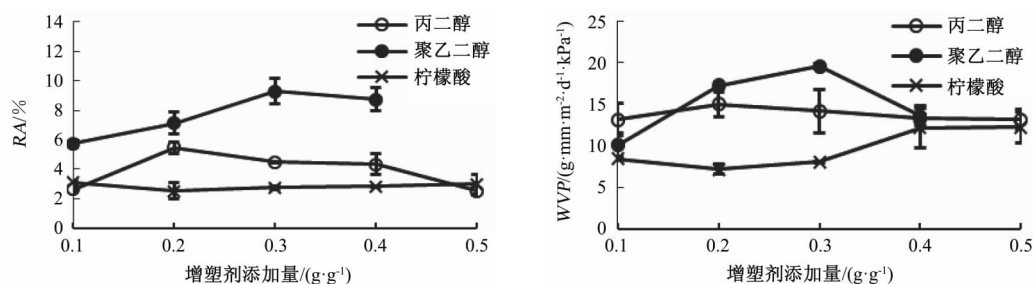 14
12
10
8
6
4
2
0
RA/%
丙二醇
聚乙二醇
柠檬酸
0.1 0.2 0.3 0.4 0.5
增塑剂添加量/(g·g⁻¹)
25
20
15
10
5
0
WVP/(g·mm·m⁻²·d⁻¹·kPa⁻¹)
丙二醇
聚乙二醇
柠檬酸
0.1 0.2 0.3 0.4 0.5
增塑剂添加量/(g·g⁻¹)